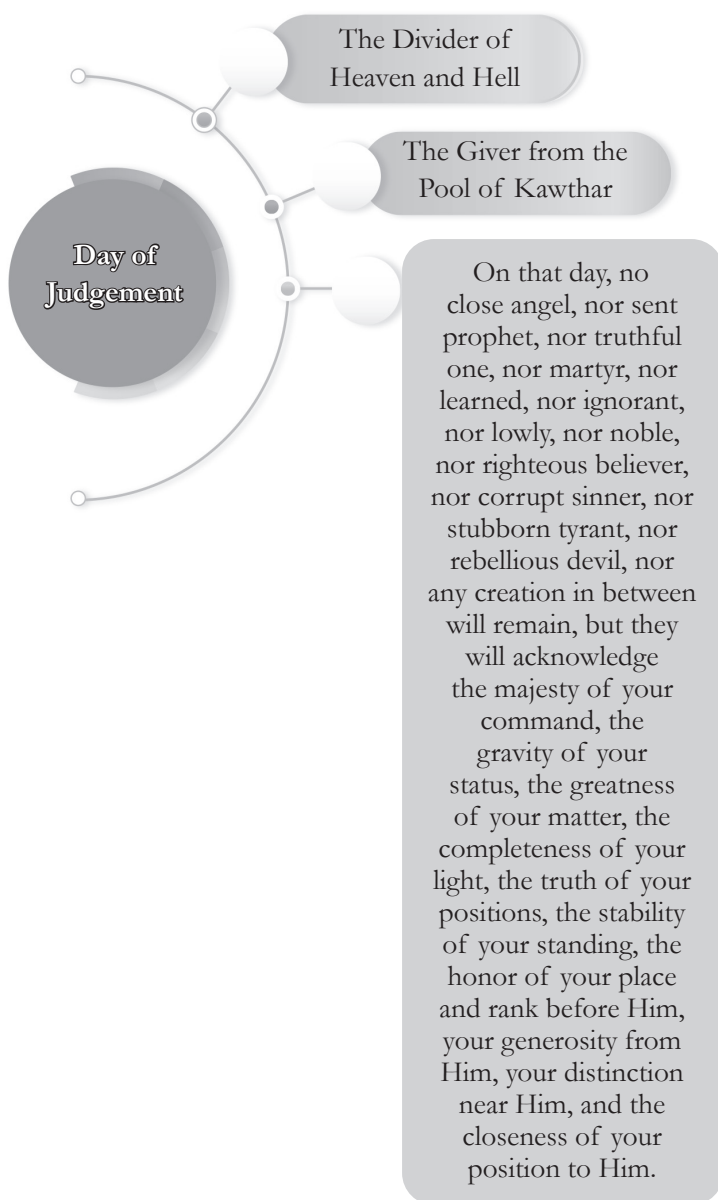 Day of
Judgement
The Divider of
Heaven and Hell
The Giver from the
Pool of Kawthar
On that day, no
close angel, nor sent
prophet, nor truthful
one, nor martyr, nor
learned, nor ignorant,
nor lowly, nor noble,
nor righteous believer,
nor corrupt sinner, nor
stubborn tyrant, nor
rebellious devil, nor
any creation in between
will remain, but they
will acknowledge
the majesty of your
command, the
gravity of your
status, the greatness
of your matter, the
completeness of your
light, the truth of your
positions, the stability
of your standing, the
honor of your place
and rank before Him,
your generosity from
Him, your distinction
near Him, and the
closeness of your
position to Him.